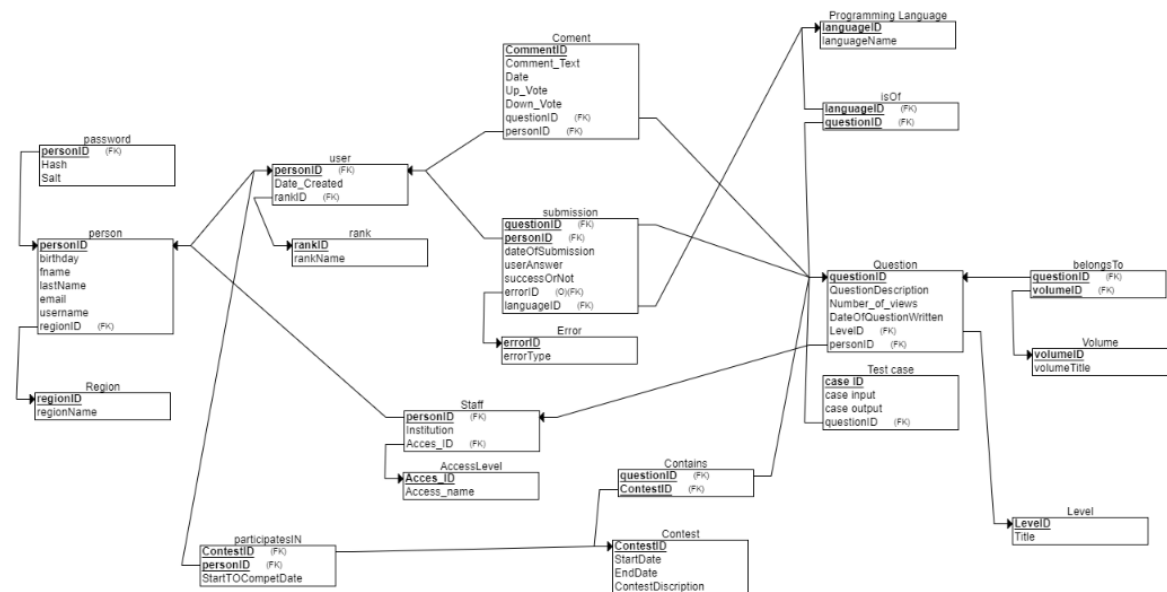 Programming Language
languageID
languageName
Coment
CommentID
Comment_Text
Date
Up_Vote
Down_Vote
questionID (FK)
personID (FK)
isOf
languageID (FK)
questionID (FK)
password
personID (FK)
Hash
Salt
user
personID (FK)
Date_Created
rankID (FK)
submission
questionID (FK)
personID (FK)
dateOfSubmission
userAnswer
successOrNot
errorID (O)(FK)
languageID (FK)
person
personID
birthday
fname
lastName
email
username
regionID (FK)
rank
rankID
rankName
Question
questionID
QuestionDescription
Number_of_views
DateOfQuestionWritten
LevelID (FK)
personID (FK)
belongsTo
questionID (FK)
volumeID (FK)
Error
errorID
errorType
Volume
volumeID
volumeTitle
Test case
case ID
case input
case output
questionID (FK)
Region
regionID
regionName
Staff
personID (FK)
Institution
Acces_ID (FK)
AccessLevel
Acces_ID
Access_name
Contains
questionID (FK)
ContestID (FK)
Level
LevelID
Title
participatesIN
ContestID (FK)
personID (FK)
StartTOCompetDate
Contest
ContestID
StartDate
EndDate
ContestDiscription